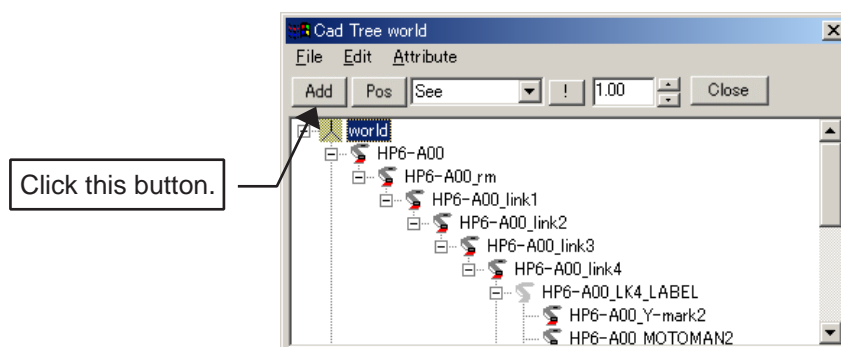 Cad Tree world
File Edit Attribute
Add Pos See ! 1.00 Close
world
HP6-A00
HP6-A00_rm
Click this button.
HP6-A00_link1
HP6-A00_link2
HP6-A00_link3
HP6-A00_link4
HP6-A00_LK4_LABEL
HP6-A00_Y-mark2
HP6-A00_MOTOMAN2